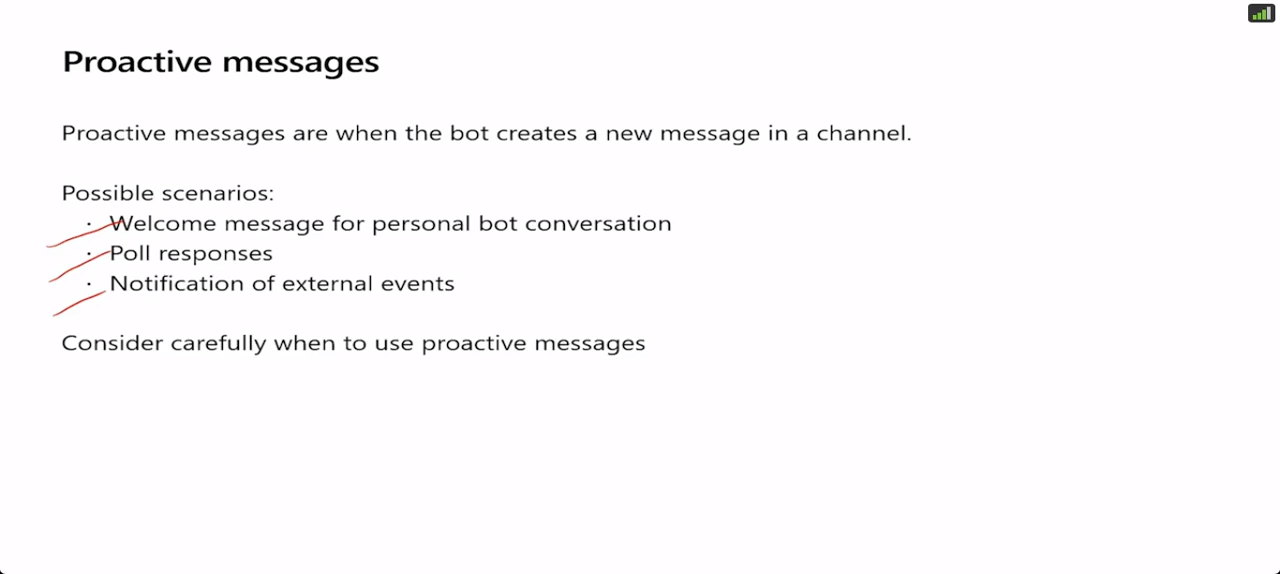 Proactive messages
Proactive messages are when the bot creates a new message in a channel.
Possible scenarios:
· Welcome message for personal bot conversation
· Poll responses
· Notification of external events
Consider carefully when to use proactive messages